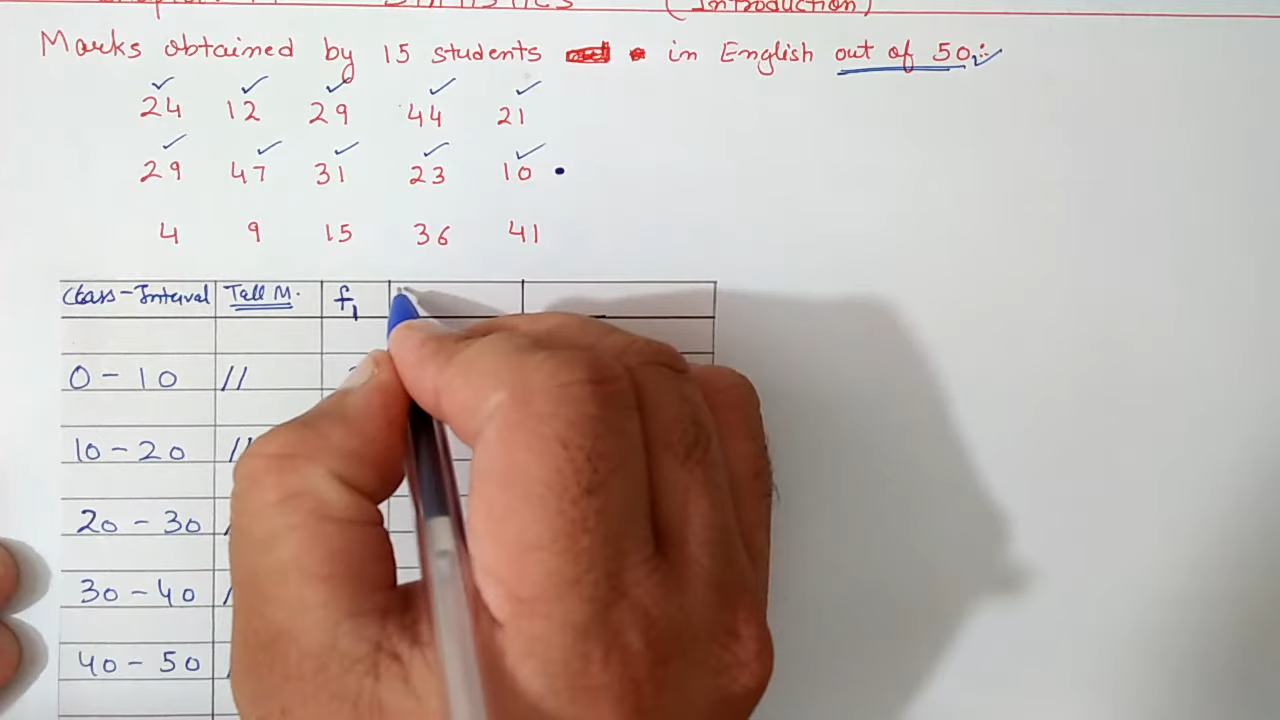 (Introduction)
Marks obtained by 15 students in English out of 50:-
24 12 29 44 21
29 47 31 23 10
4 9 15 36 41
Class-Interval Tall M. f1
0 - 10 //
10 - 20 //
20 - 30 /
30 - 40 /
40 - 50 /